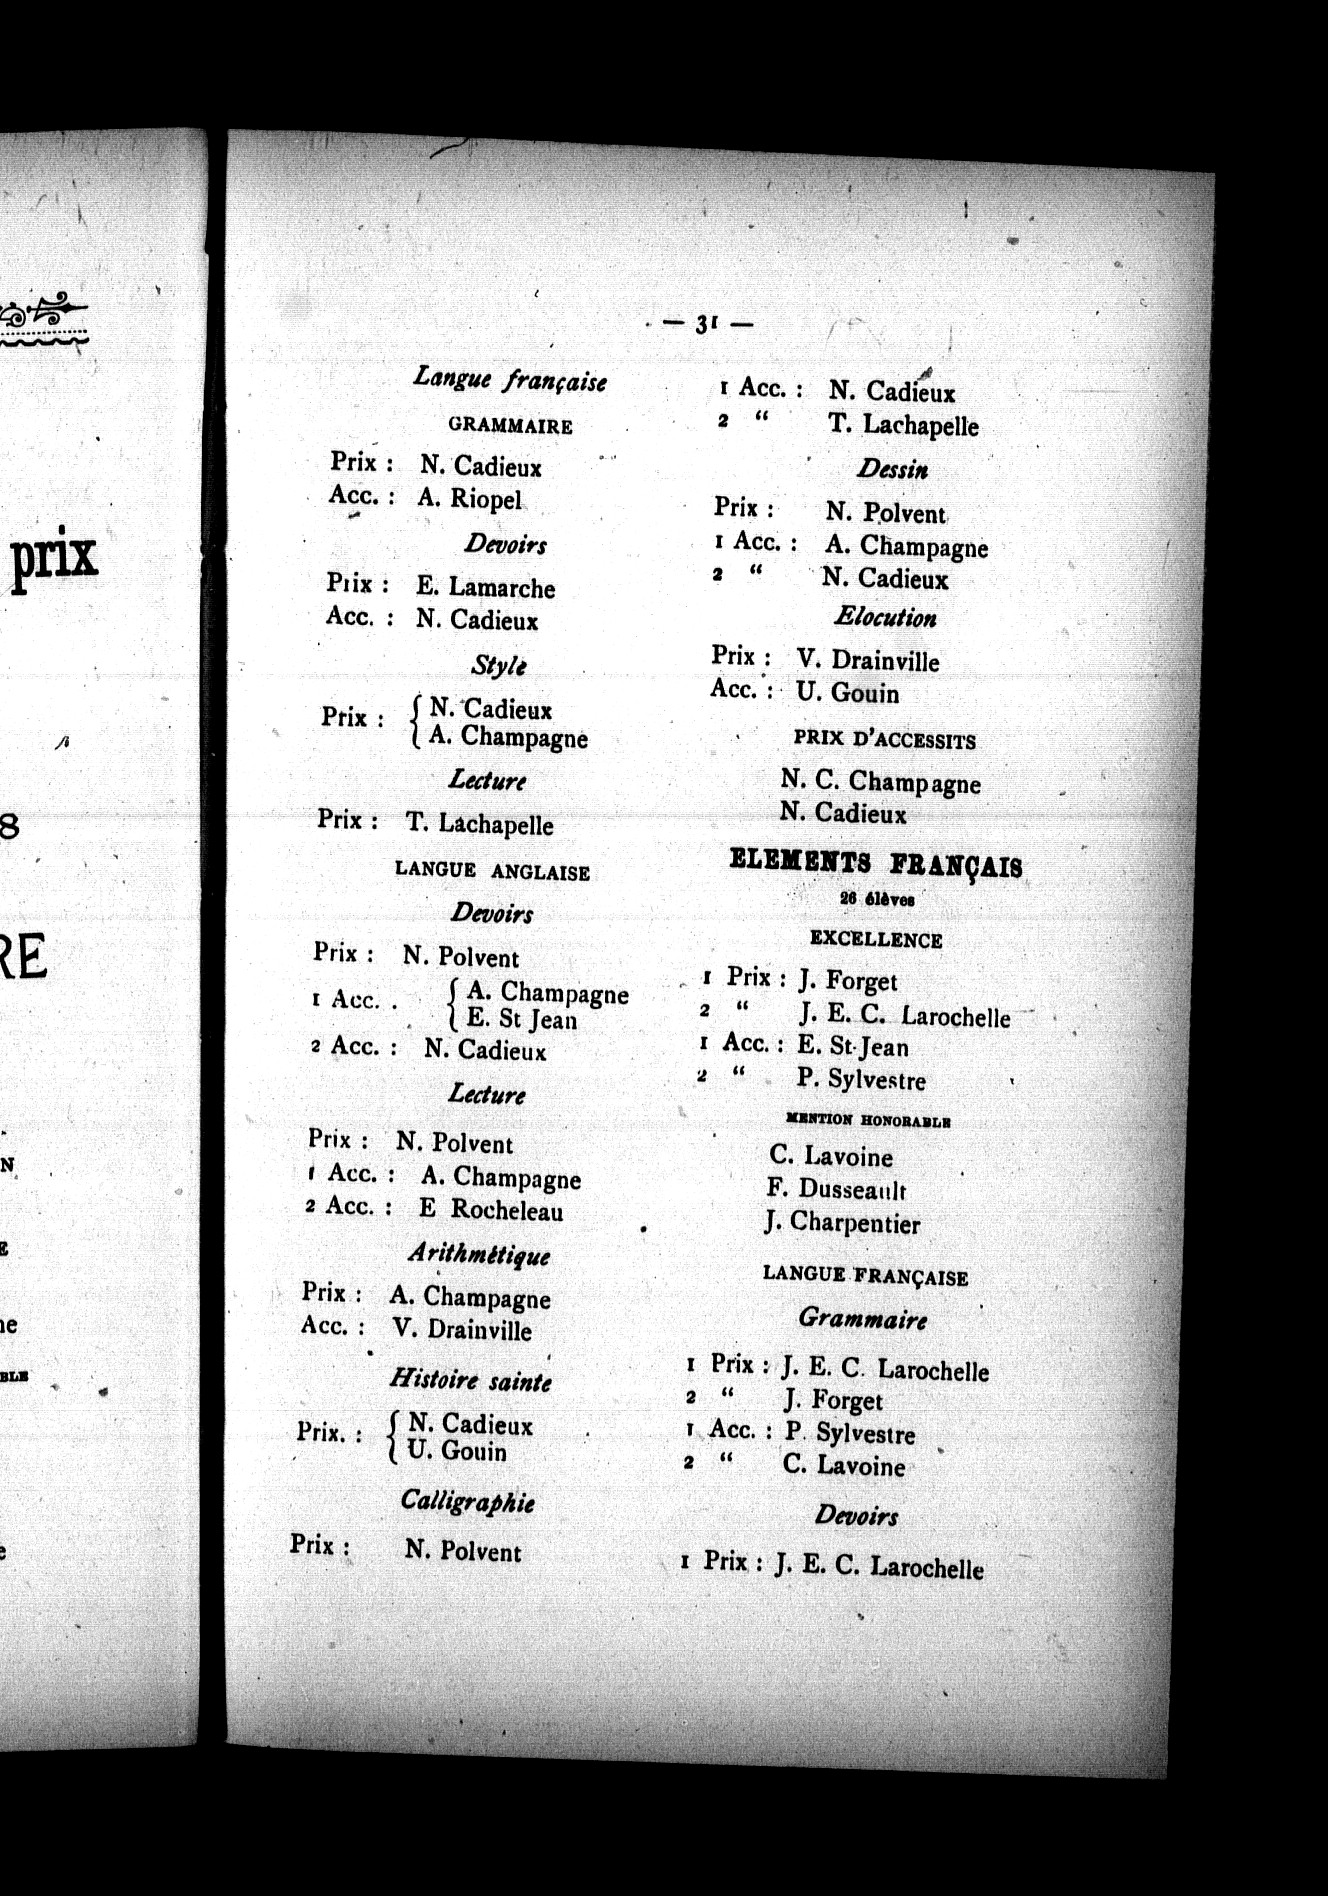 prix
8
RE
N
E
ne
BLE
e
— 31 —
Langue française
GRAMMAIRE
Prix : N. Cadieux
Acc. : A. Riopel
Devoirs
Prix : E. Lamarche
Acc. : N. Cadieux
Style
Prix : { N. Cadieux
A. Champagne
Lecture
Prix : T. Lachapelle
LANGUE ANGLAISE
Devoirs
Prix : N. Polvent
1 Acc. . { A. Champagne
E. St Jean
2 Acc. : N. Cadieux
Lecture
Prix : N. Polvent
1 Acc. : A. Champagne
2 Acc. : E Rocheleau
Arithmétique
Prix : A. Champagne
Acc. : V. Drainville
Histoire sainte
Prix. : { N. Cadieux
U. Gouin
Calligraphie
Prix : N. Polvent
1 Acc. : N. Cadieux
2 “ T. Lachapelle
Dessin
Prix : N. Polvent
1 Acc. : A. Champagne
2 “ N. Cadieux
Elocution
Prix : V. Drainville
Acc. : U. Gouin
PRIX D'ACCESSITS
N. C. Champagne
N. Cadieux
ELEMENTS FRANÇAIS
26 élèves
EXCELLENCE
1 Prix : J. Forget
2 “ J. E. C. Larochelle
1 Acc. : E. St-Jean
2 “ P. Sylvestre
MENTION HONORABLE
C. Lavoine
F. Dusseault
J. Charpentier
LANGUE FRANÇAISE
Grammaire
1 Prix : J. E. C. Larochelle
2 “ J. Forget
1 Acc. : P. Sylvestre
2 “ C. Lavoine
Devoirs
1 Prix : J. E. C. Larochelle